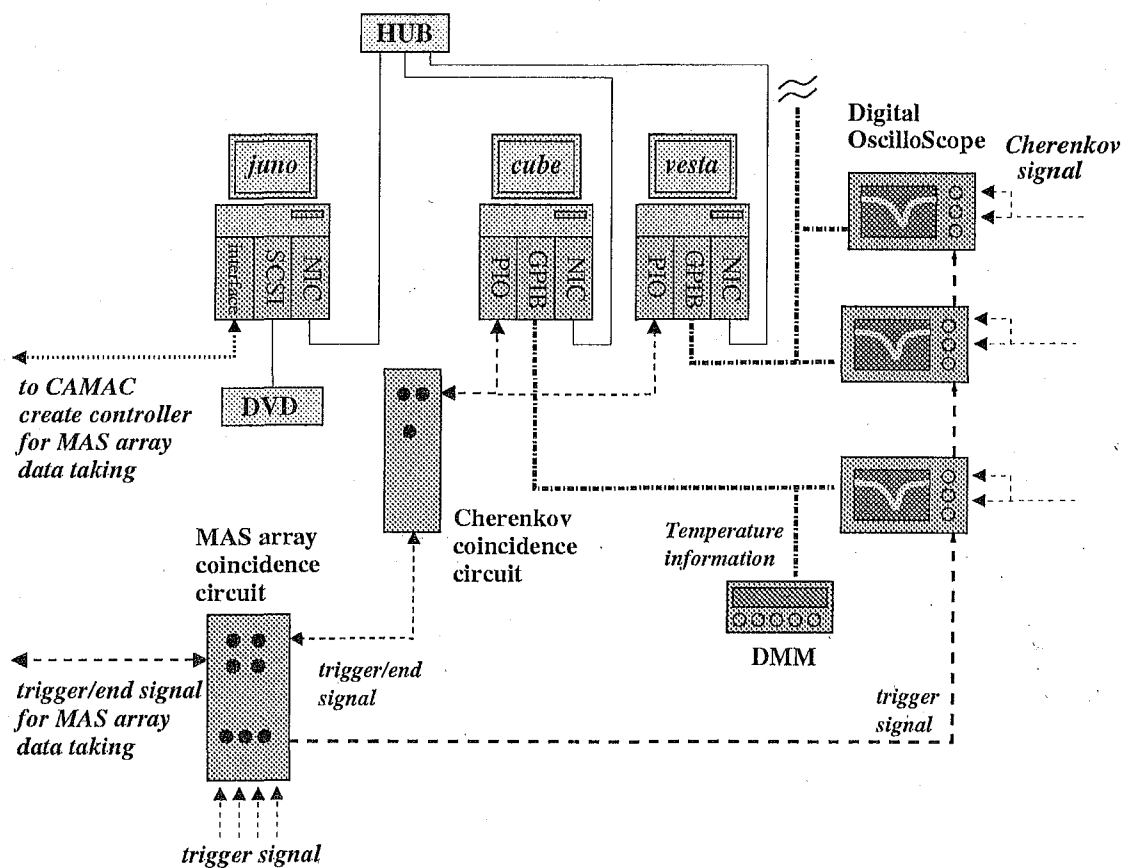 HUB
Digital
OscilloScope
Cherenkov
signal
juno
cube
vesta
interface
SCSI
NIC
PIO
GPIB
NIC
PIO
GPIB
NIC
to CAMAC
create controller
for MAS array
data taking
DVD
Cherenkov
coincidence
circuit
MAS array
coincidence
circuit
Temperature
information
DMM
trigger/end signal
for MAS array
data taking
trigger/end
signal
trigger
signal
trigger signal